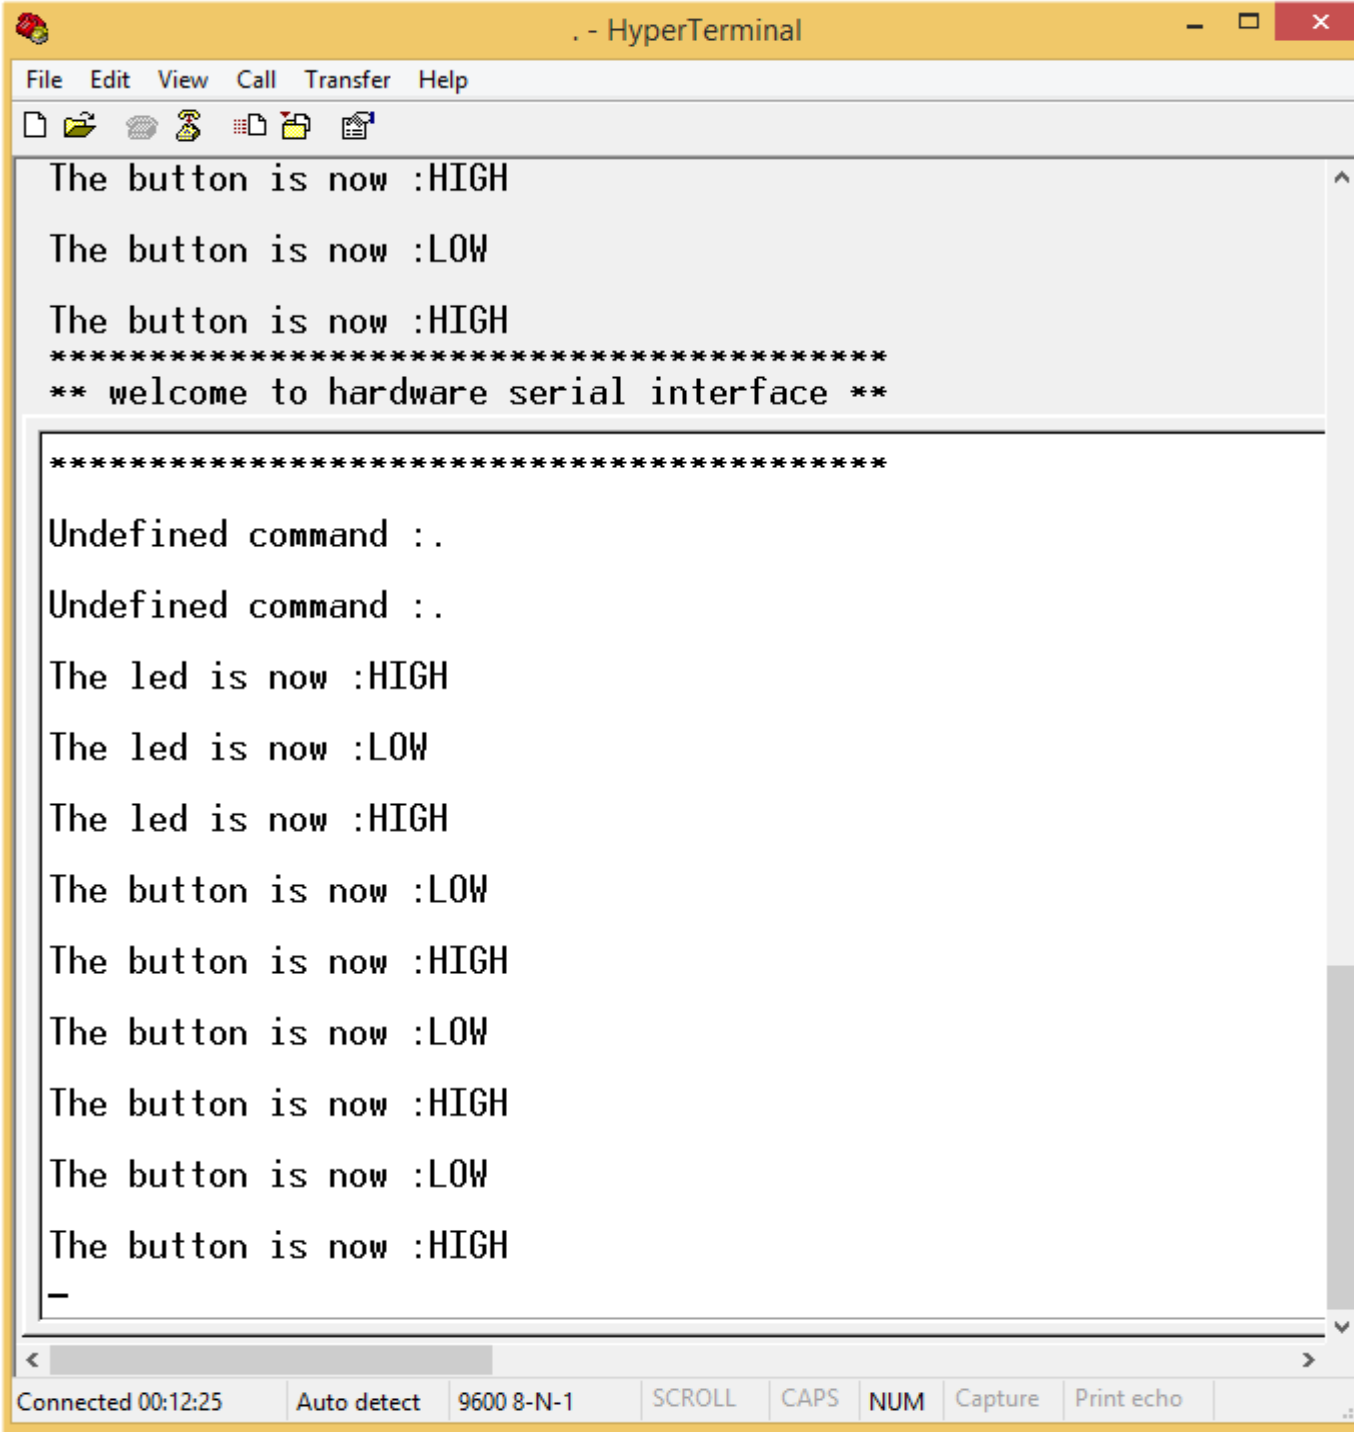 . - HyperTerminal
File Edit View Call Transfer Help
The button is now :HIGH
The button is now :LOW
The button is now :HIGH
******************************************
** welcome to hardware serial interface **
******************************************
Undefined command :.
Undefined command :.
The led is now :HIGH
The led is now :LOW
The led is now :HIGH
The button is now :LOW
The button is now :HIGH
The button is now :LOW
The button is now :HIGH
The button is now :LOW
The button is now :HIGH
_
Connected 00:12:25 Auto detect 9600 8-N-1 SCROLL CAPS NUM Capture Print echo